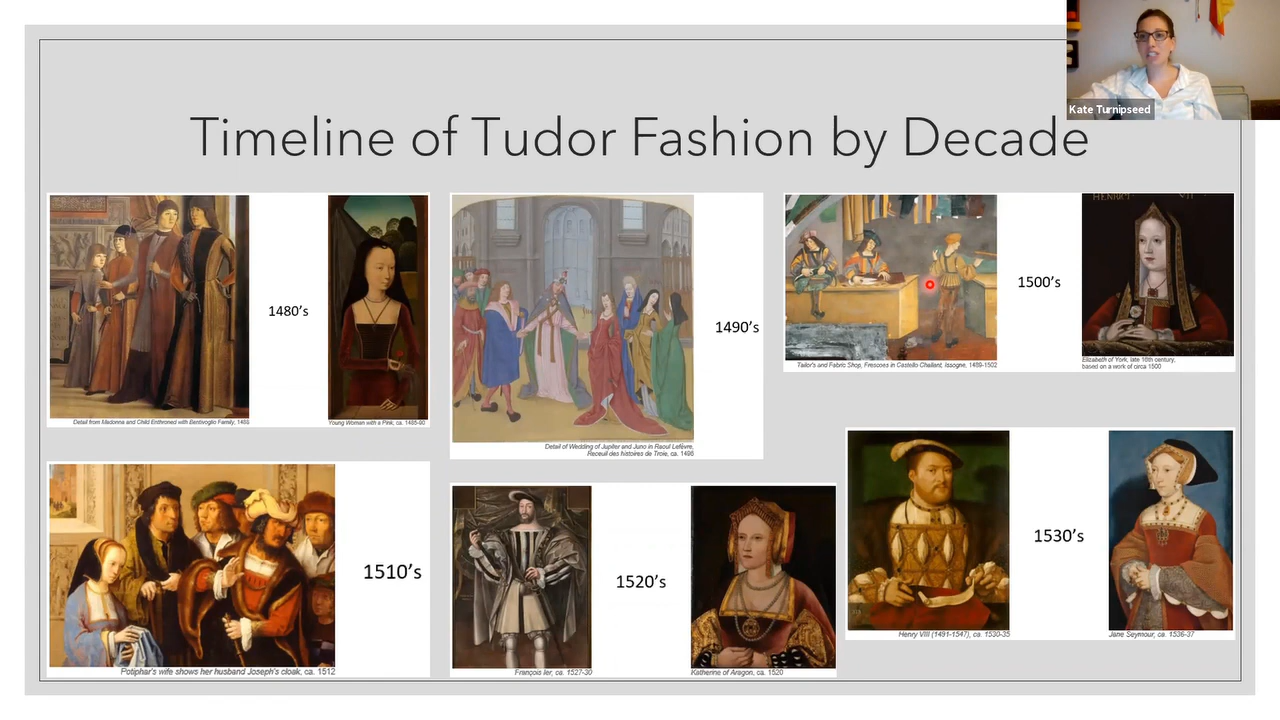 Kate Turnipseed
Timeline of Tudor Fashion by Decade
1480's
Detail from Madonna and Child Enthroned with Bentivoglio Family, 1488
Young Woman with a Pink, ca. 1485-90
1490's
Detail of Wedding of Jupiter and Juno in Raoul Lefèvre,
Receuil des histoires de Troie, ca. 1495
HENRICI VII
1500's
Tailor's and Fabric Shop, Frescoes in Castello Challant, Issogne, 1489-1502
Elizabeth of York, late 16th century,
based on a work of circa 1500
1510's
Potiphar's wife shows her husband Joseph's cloak, ca. 1512
1520's
François Ier, ca. 1527-30
Katherine of Aragon, ca. 1520
1530's
Henry VIII (1491-1547), ca. 1530-35
Jane Seymour, ca. 1536-37